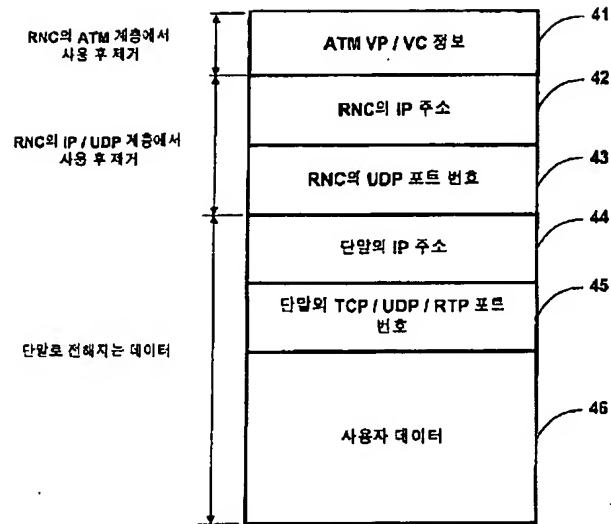 RNC의 ATM 계층에서
사용 후 제거
ATM VP / VC 정보
41
RNC의 IP / UDP 계층에서
사용 후 제거
RNC의 IP 주소
42
RNC의 UDP 포트 번호
43
단말로 전해지는 데이터
단말의 IP 주소
44
단말의 TCP / UDP / RTP 포트
번호
45
사용자 데이터
46